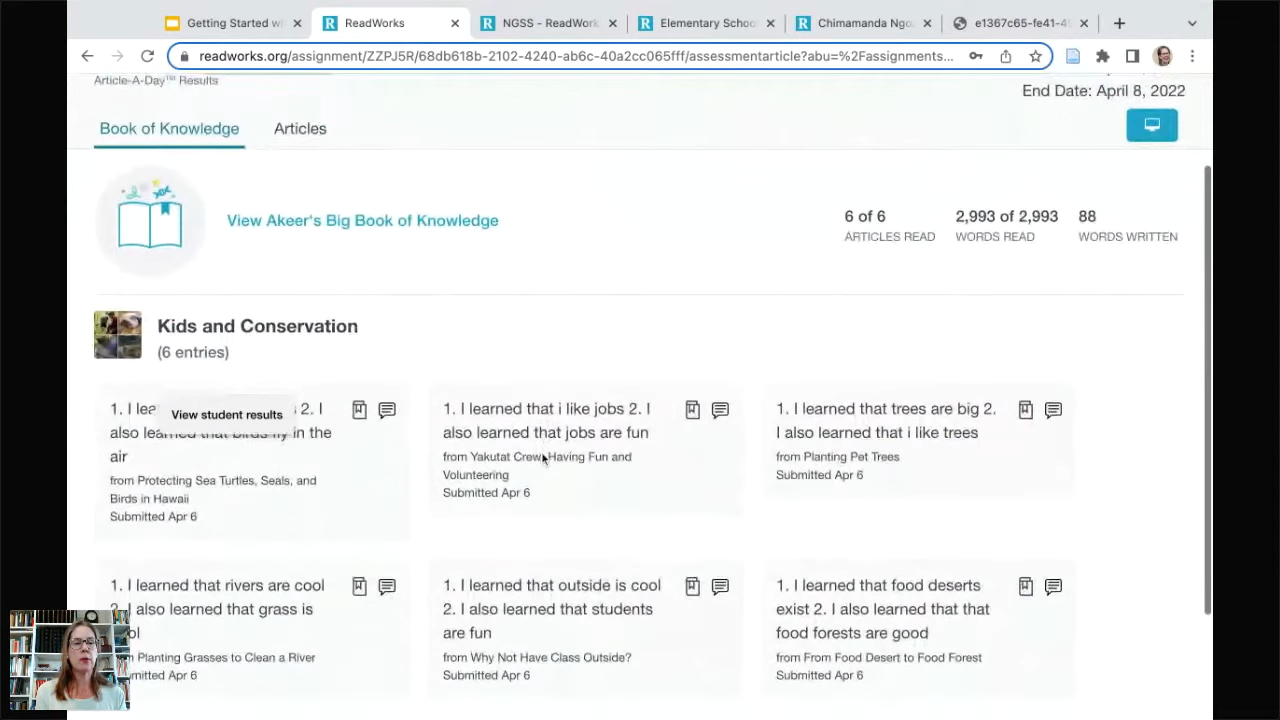 Getting Started wi
ReadWorks
NGSS - ReadWork
Elementary Schoo
Chimamanda Ngo
e1367c65-fe41-4
readworks.org/assignment/ZZPJ5R/68db618b-2102-4240-ab6c-40a2cc065fff/assessmentarticle?abu=%2Fassignments...
Article-A-Day™ Results
End Date: April 8, 2022
Book of Knowledge
Articles
View Akeer's Big Book of Knowledge
6 of 6
ARTICLES READ
2,993 of 2,993
WORDS READ
88
WORDS WRITTEN
Kids and Conservation
(6 entries)
1. I lea 2. I
View student results
also learned that birds fly in the
air
from Protecting Sea Turtles, Seals, and
Birds in Hawaii
Submitted Apr 6
1. I learned that i like jobs 2. I
also learned that jobs are fun
from Yakutat Crew Having Fun and
Volunteering
Submitted Apr 6
1. I learned that trees are big 2.
I also learned that i like trees
from Planting Pet Trees
Submitted Apr 6
1. I learned that rivers are cool
2. I also learned that grass is
ol
Planting Grasses to Clean a River
mitted Apr 6
1. I learned that outside is cool
2. I also learned that students
are fun
from Why Not Have Class Outside?
Submitted Apr 6
1. I learned that food deserts
exist 2. I also learned that that
food forests are good
from From Food Desert to Food Forest
Submitted Apr 6